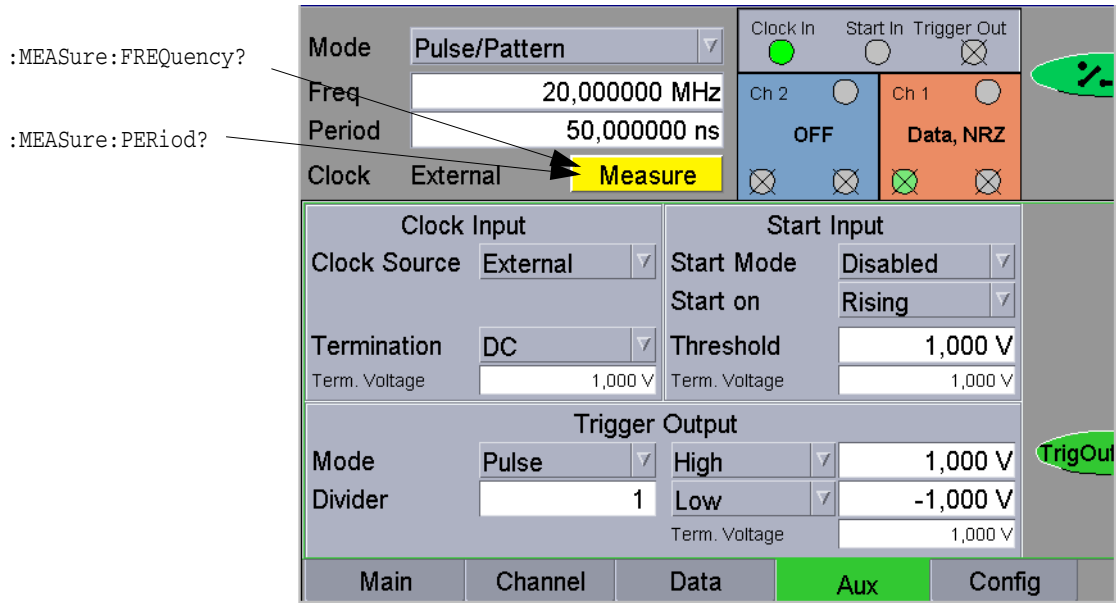 :MEASure:FREQuency?
:MEASure:PERiod?
Mode Pulse/Pattern
Freq 20,000000 MHz
Period 50,000000 ns
Clock External Measure
Clock In Start In Trigger Out
Ch 2 Ch 1
OFF Data, NRZ
Clock Input
Clock Source External
Termination DC
Term. Voltage 1,000 V
Start Input
Start Mode Disabled
Start on Rising
Threshold 1,000 V
Term. Voltage 1,000 V
Trigger Output
Mode Pulse High 1,000 V
Divider 1 Low -1,000 V
Term. Voltage 1,000 V
TrigOut
Main Channel Data Aux Config